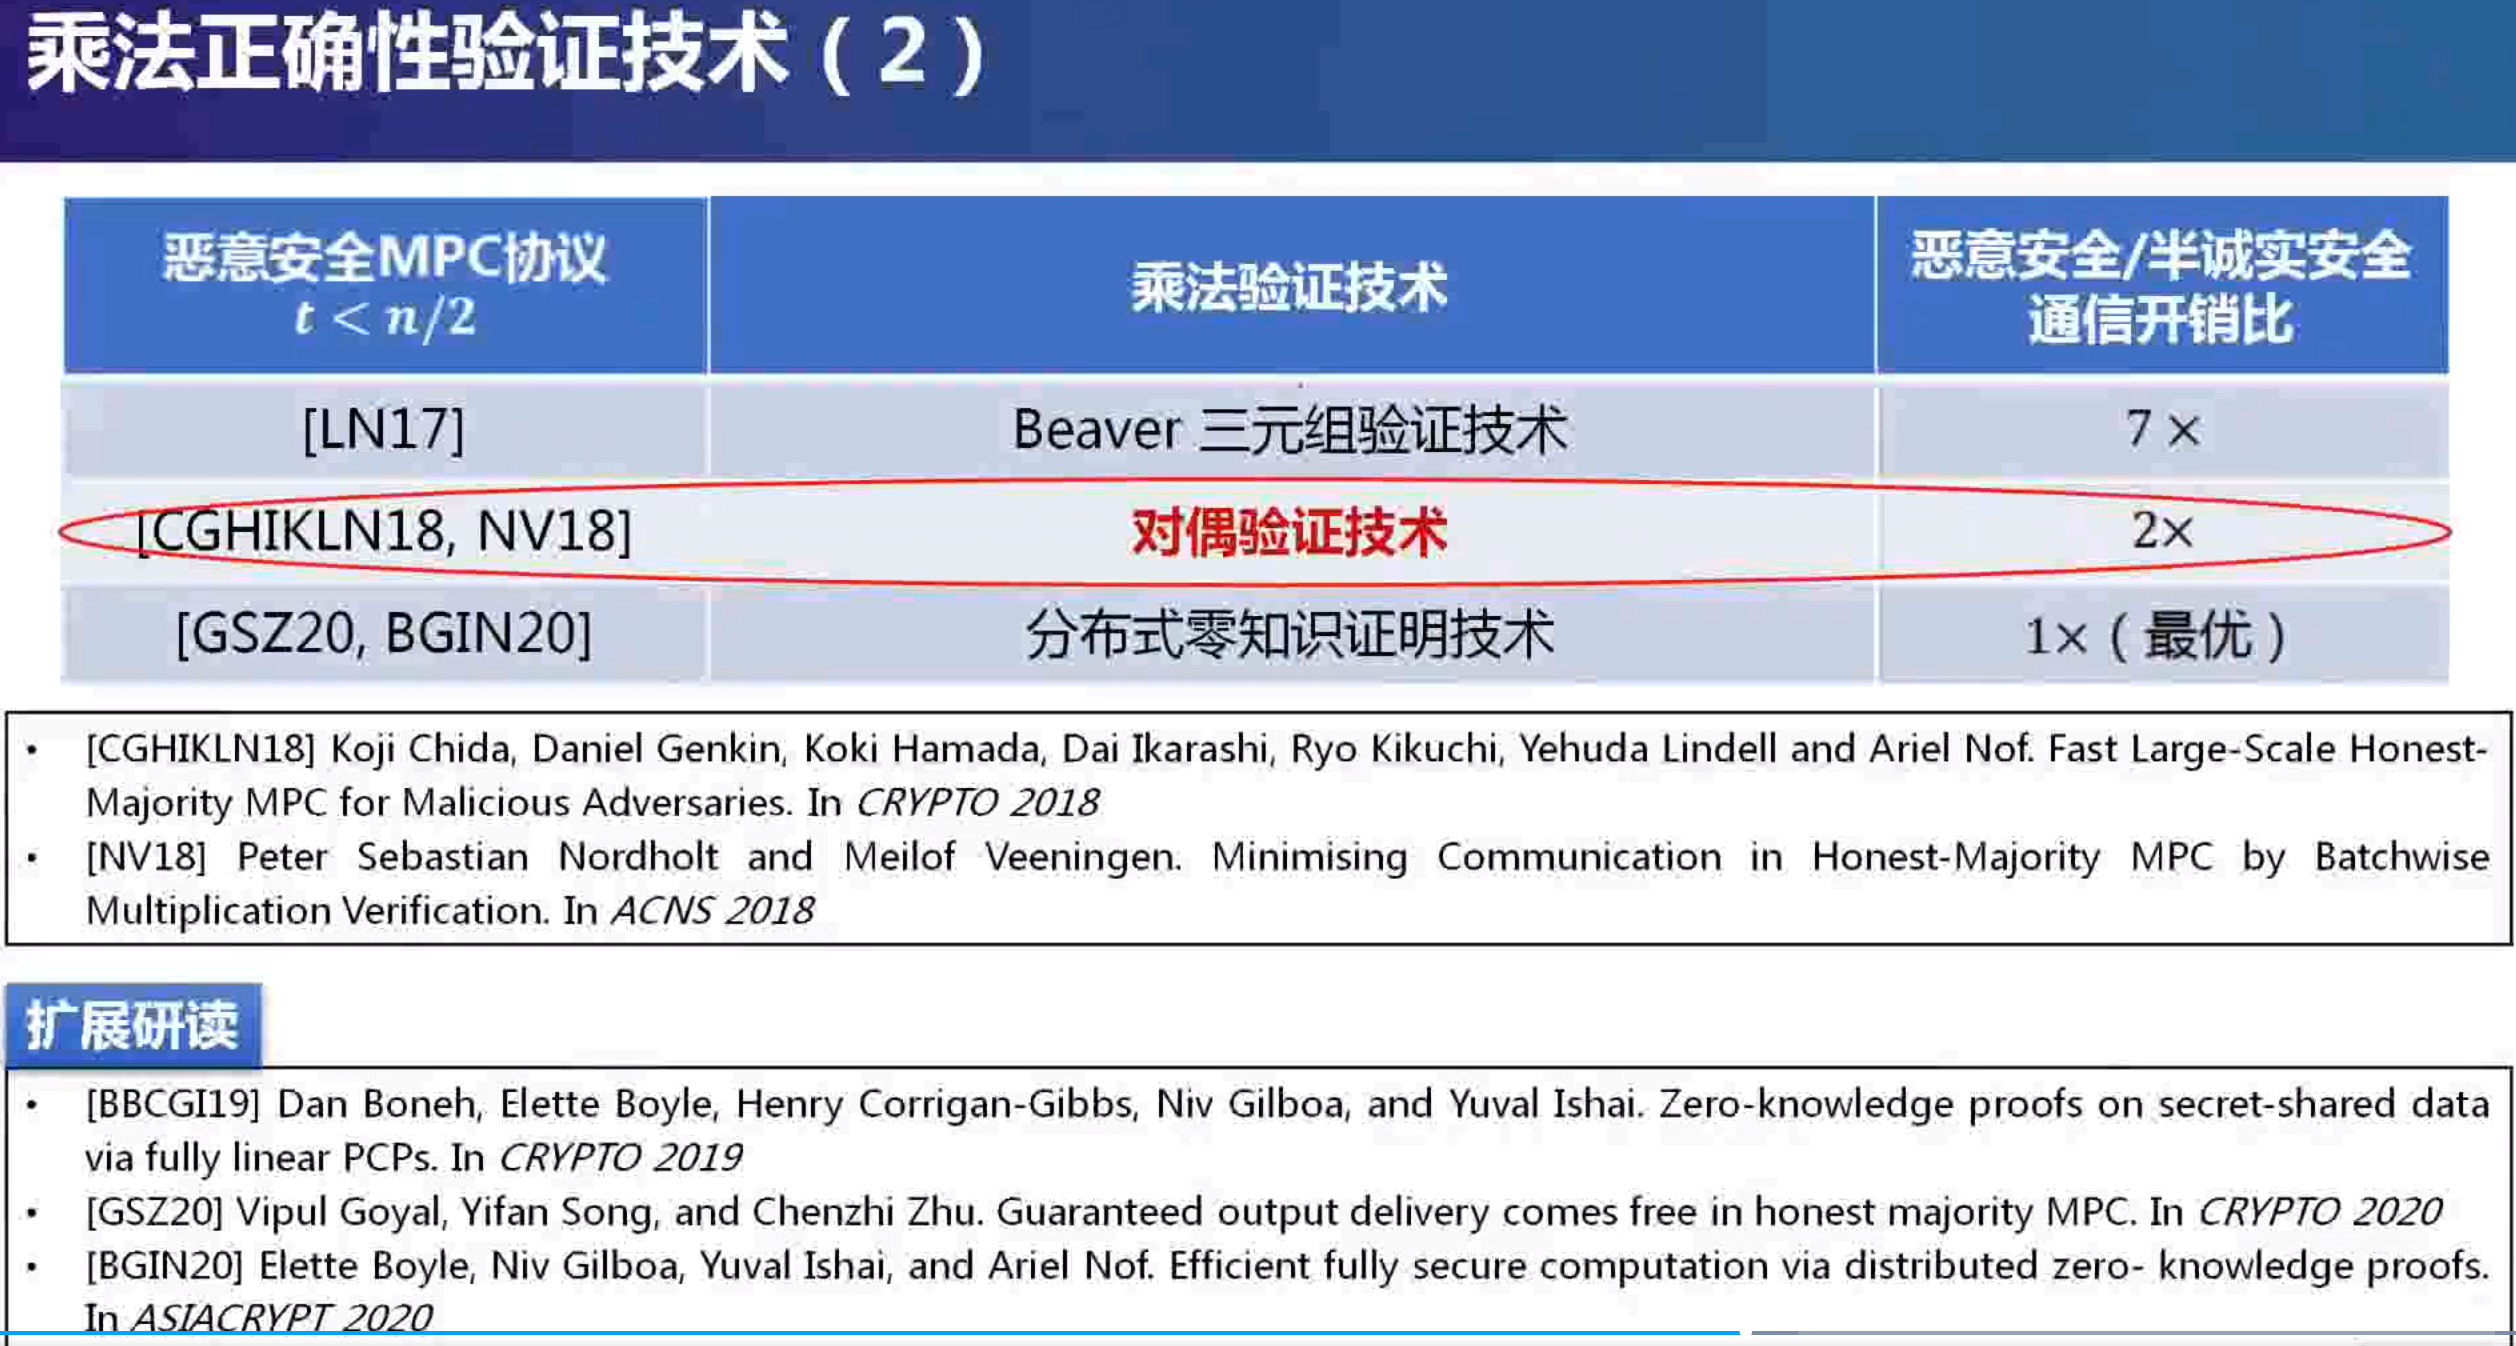 乘法正确性验证技术（2）
恶意安全MPC协议
t < n/2
乘法验证技术
恶意安全/半诚实安全
通信开销比
[LN17]
Beaver 三元组验证技术
7 ×
[CGHIKLN18, NV18]
对偶验证技术
2×
[GSZ20, BGIN20]
分布式零知识证明技术
1×（最优）
• [CGHIKLN18] Koji Chida, Daniel Genkin, Koki Hamada, Dai Ikarashi, Ryo Kikuchi, Yehuda Lindell and Ariel Nof. Fast Large-Scale Honest-
Majority MPC for Malicious Adversaries. In CRYPTO 2018
• [NV18] Peter Sebastian Nordholt and Meilof Veeningen. Minimising Communication in Honest-Majority MPC by Batchwise
Multiplication Verification. In ACNS 2018
扩展研读
• [BBCGI19] Dan Boneh, Elette Boyle, Henry Corrigan-Gibbs, Niv Gilboa, and Yuval Ishai. Zero-knowledge proofs on secret-shared data
via fully linear PCPs. In CRYPTO 2019
• [GSZ20] Vipul Goyal, Yifan Song, and Chenzhi Zhu. Guaranteed output delivery comes free in honest majority MPC. In CRYPTO 2020
• [BGIN20] Elette Boyle, Niv Gilboa, Yuval Ishai, and Ariel Nof. Efficient fully secure computation via distributed zero- knowledge proofs.
In ASIACRYPT 2020